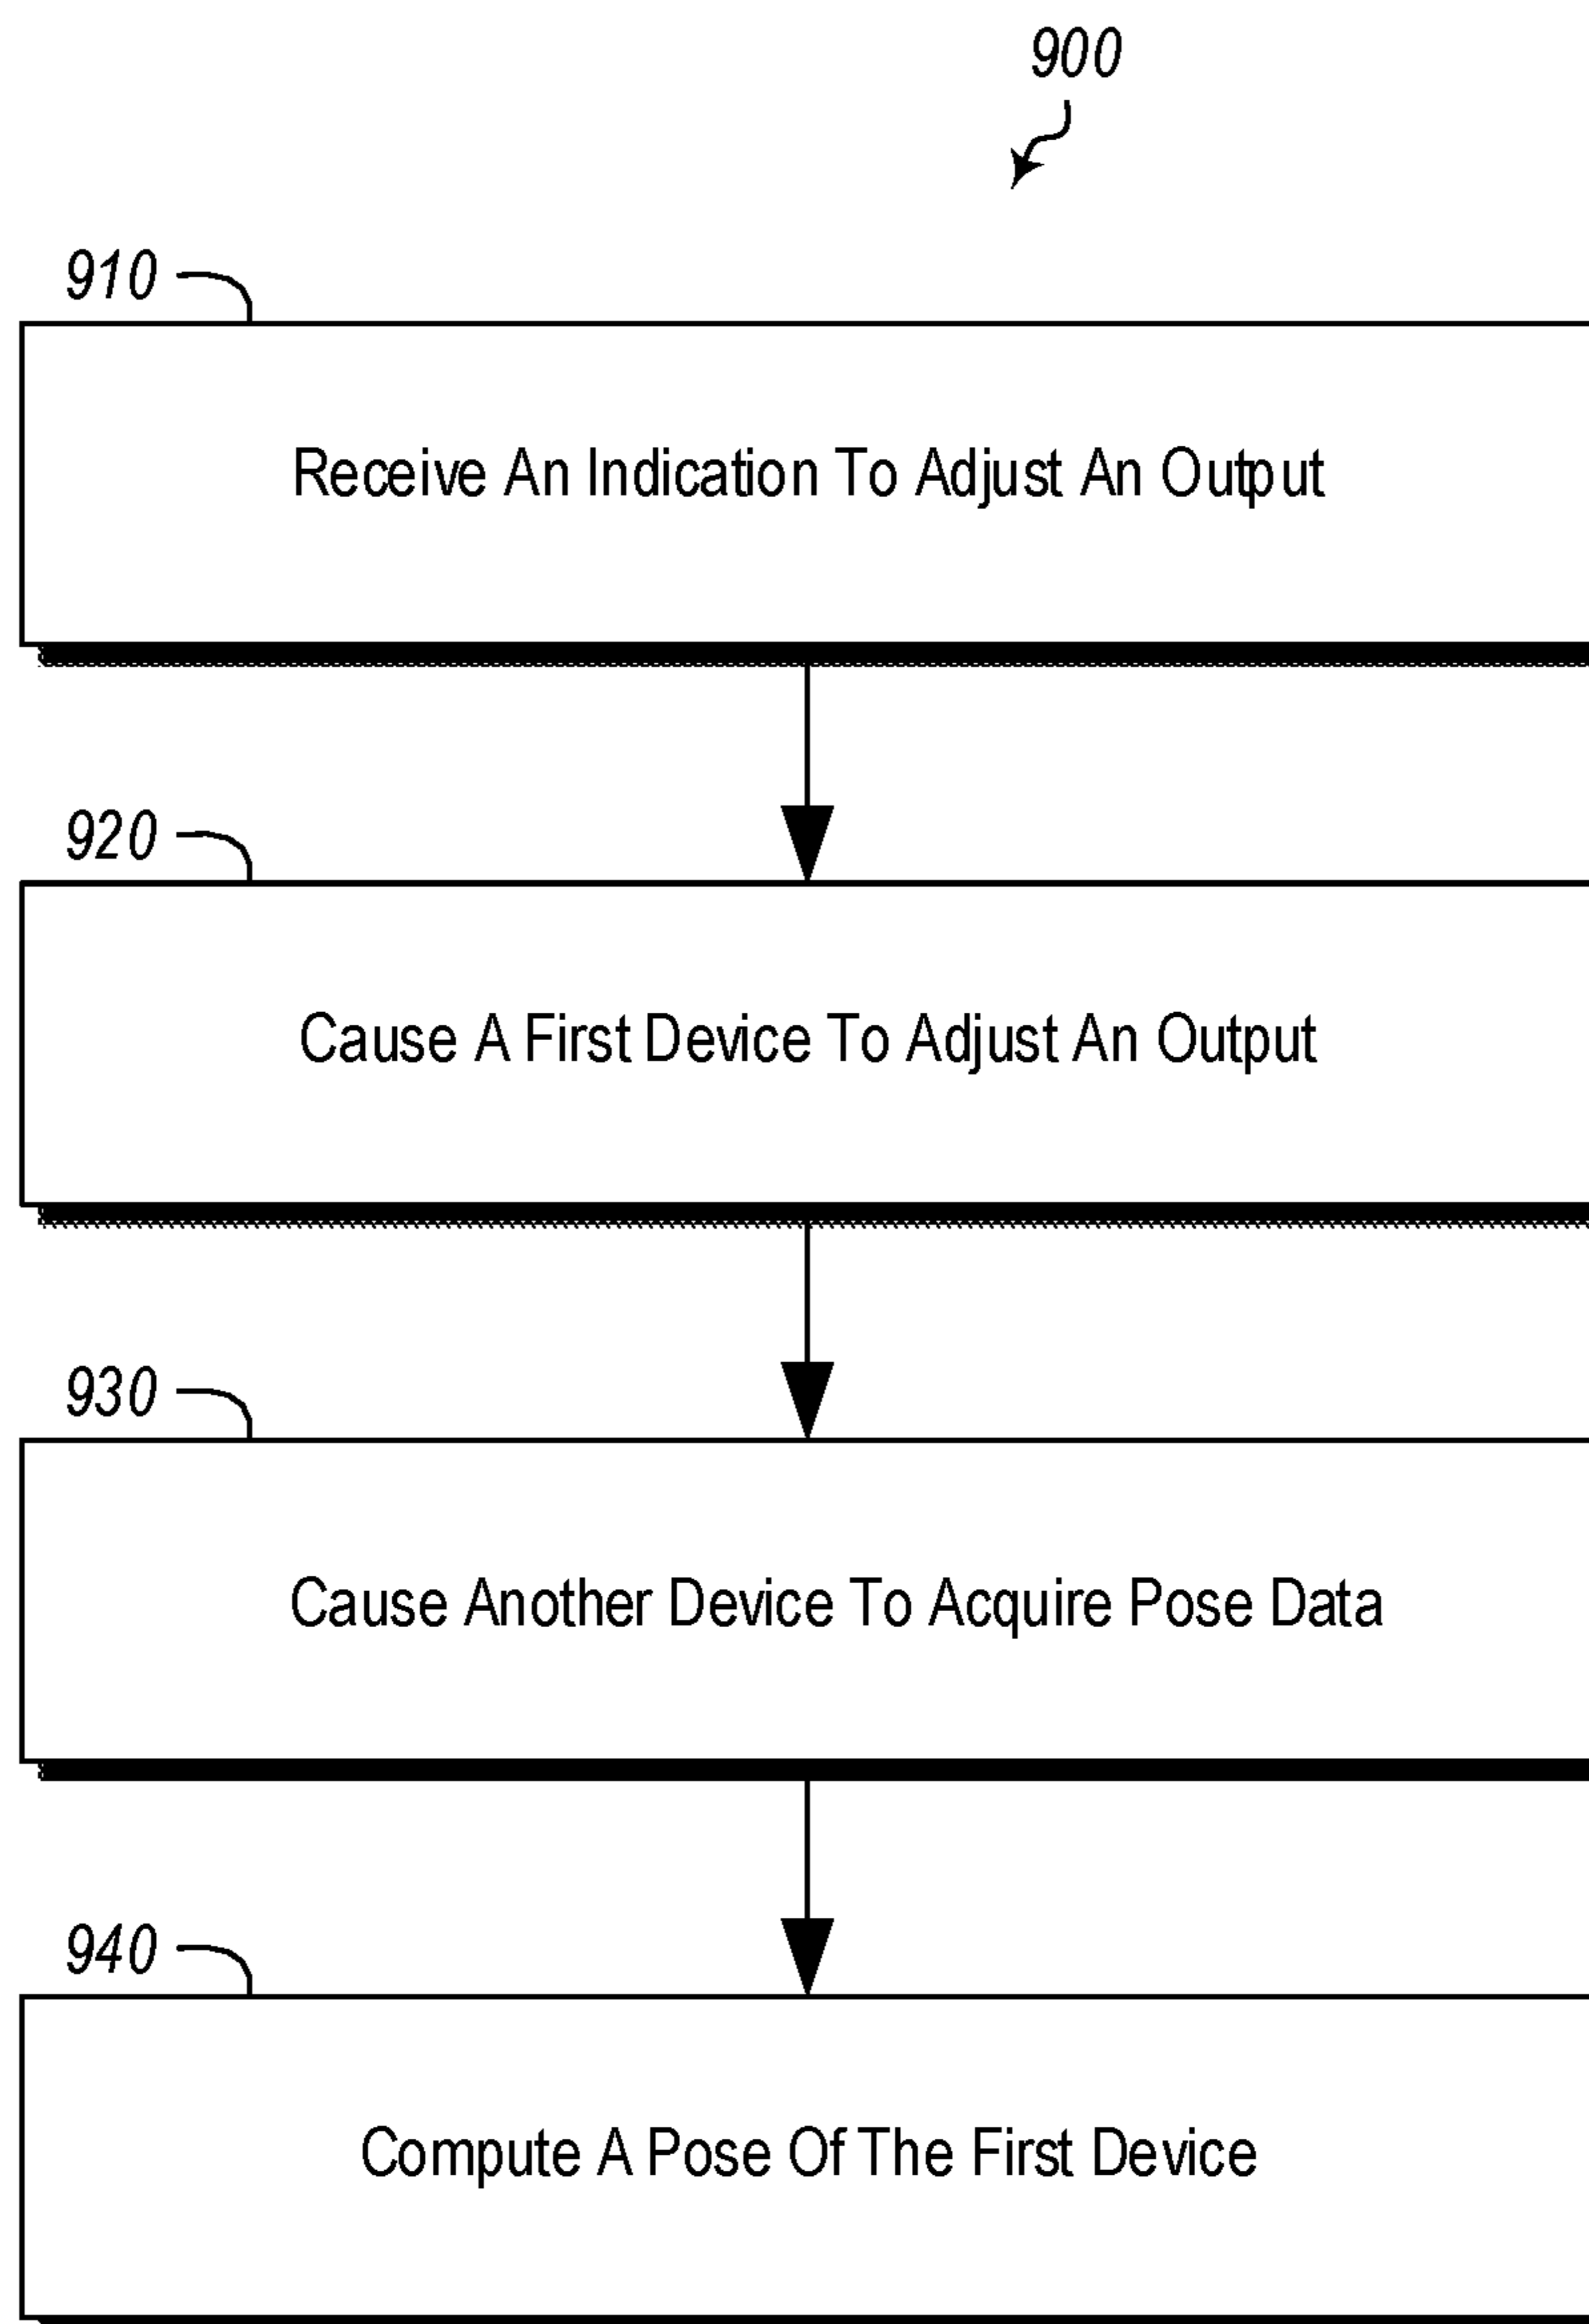 900
910
Receive An Indication To Adjust An Output
920
Cause A First Device To Adjust An Output
930
Cause Another Device To Acquire Pose Data
940
Compute A Pose Of The First Device